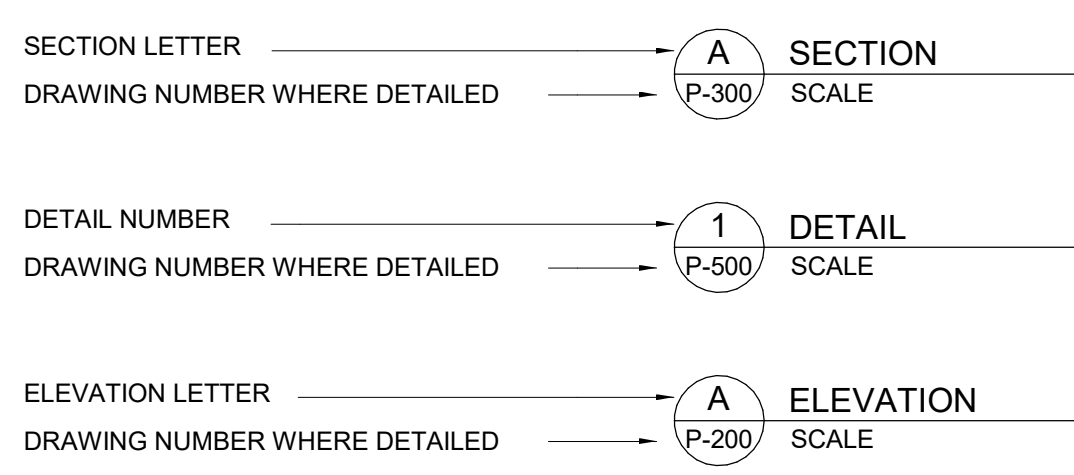 SECTION LETTER
A
SECTION
DRAWING NUMBER WHERE DETAILED
P-300
SCALE
DETAIL NUMBER
1
DETAIL
DRAWING NUMBER WHERE DETAILED
P-500
SCALE
ELEVATION LETTER
A
ELEVATION
DRAWING NUMBER WHERE DETAILED
P-200
SCALE